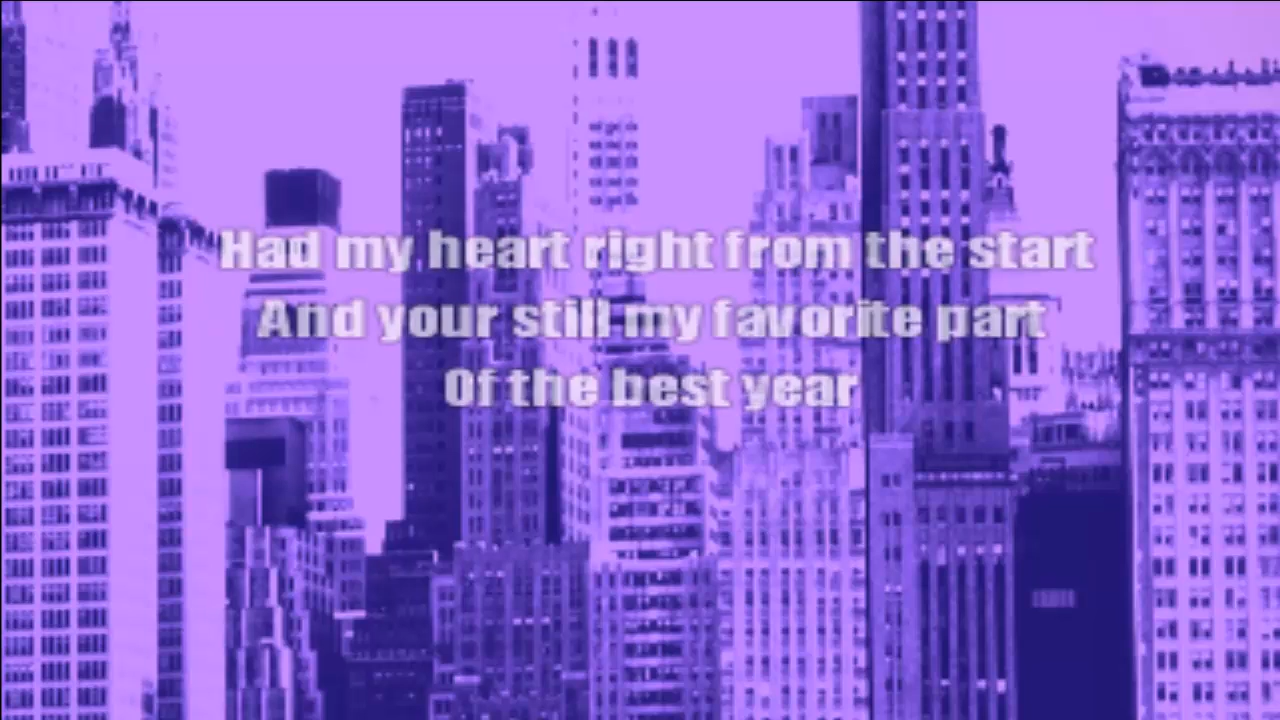 Had my heart right from the start
And your still my favorite part
Of the best year